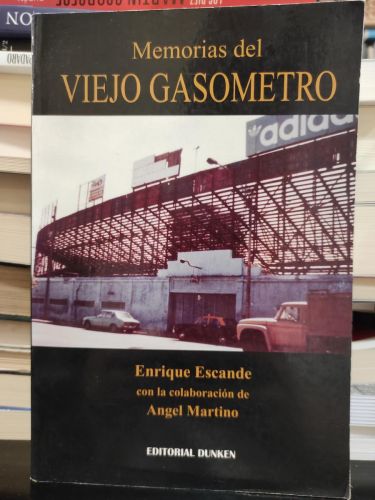 Memorias del
VIEJO GASOMETRO
adidas
Enrique Escande
con la colaboración de
Angel Martino
EDITORIAL DUNKEN